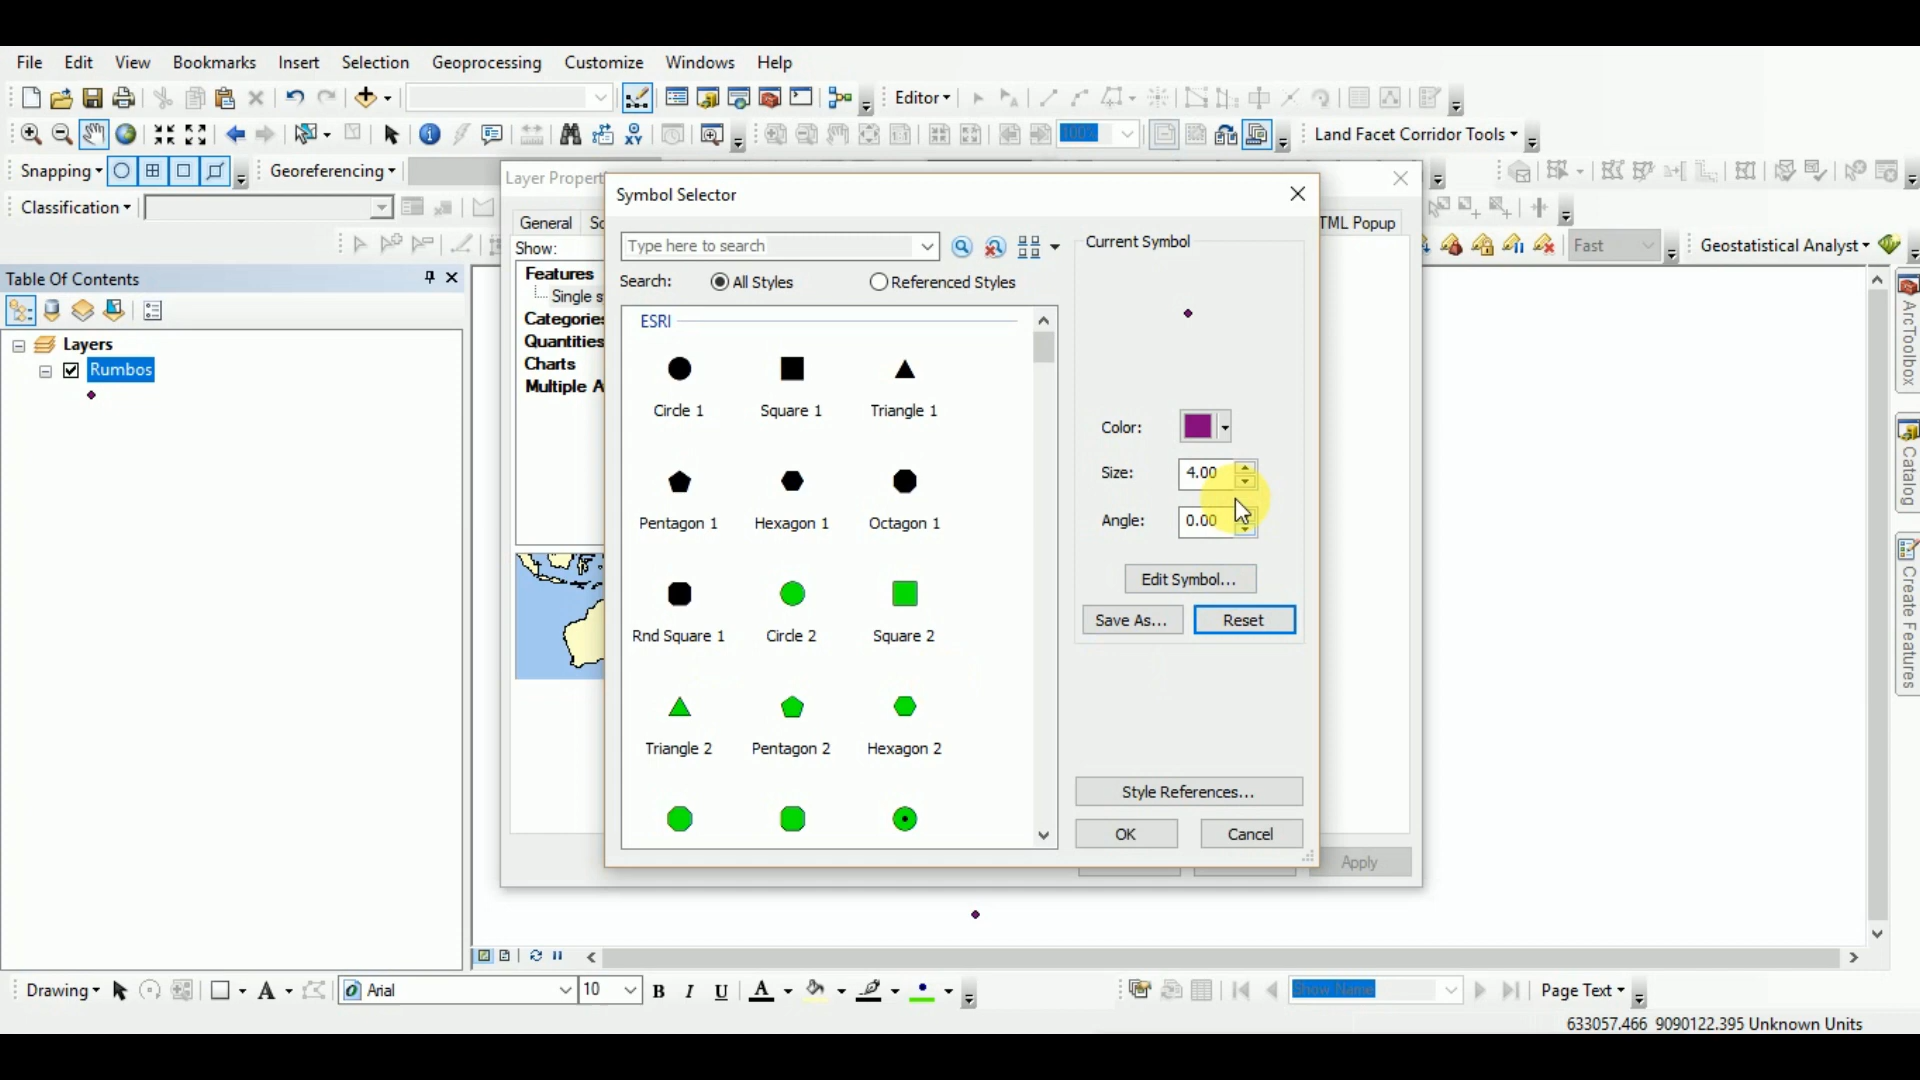 File Edit View Bookmarks Insert Selection Geoprocessing Customize Windows Help
Editor
100%
Land Facet Corridor Tools
Snapping
Georeferencing
Classification
Fast
Geostatistical Analyst
Table Of Contents
Layers
Rumbos
General
TML Popup
Show:
Features
Single s
Categories
Quantities
Charts
Multiple A
Symbol Selector
Type here to search
Search: All Styles Referenced Styles
ESRI
Circle 1 Square 1 Triangle 1
Pentagon 1 Hexagon 1 Octagon 1
Rnd Square 1 Circle 2 Square 2
Triangle 2 Pentagon 2 Hexagon 2
Current Symbol
Color:
Size: 4.00
Angle: 0.00
Edit Symbol...
Save As... Reset
Style References...
OK Cancel
Apply
ArcToolbox
Catalog
Create Features
Drawing
A
Arial
10
B I U A
Show Name
Page Text
633057.466 9090122.395 Unknown Units